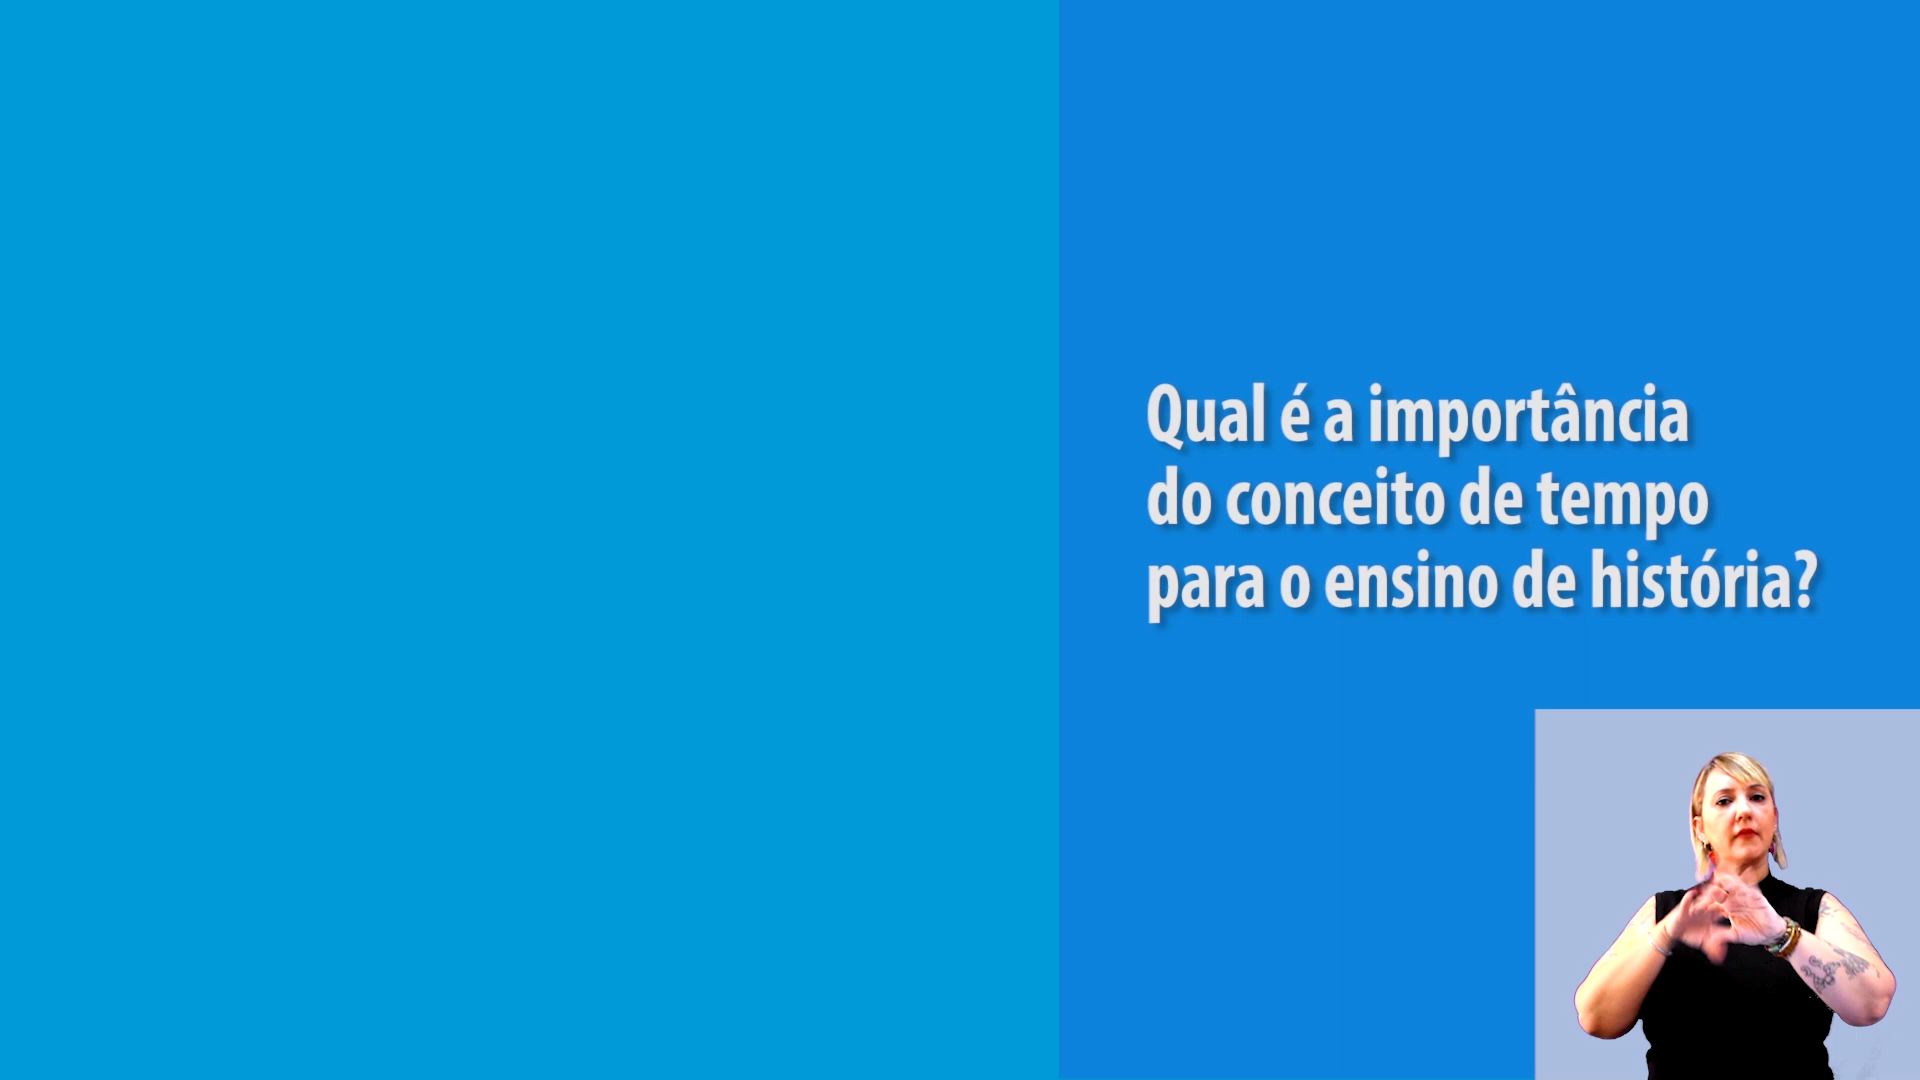 Qual é a importância
do conceito de tempo
para o ensino de história?